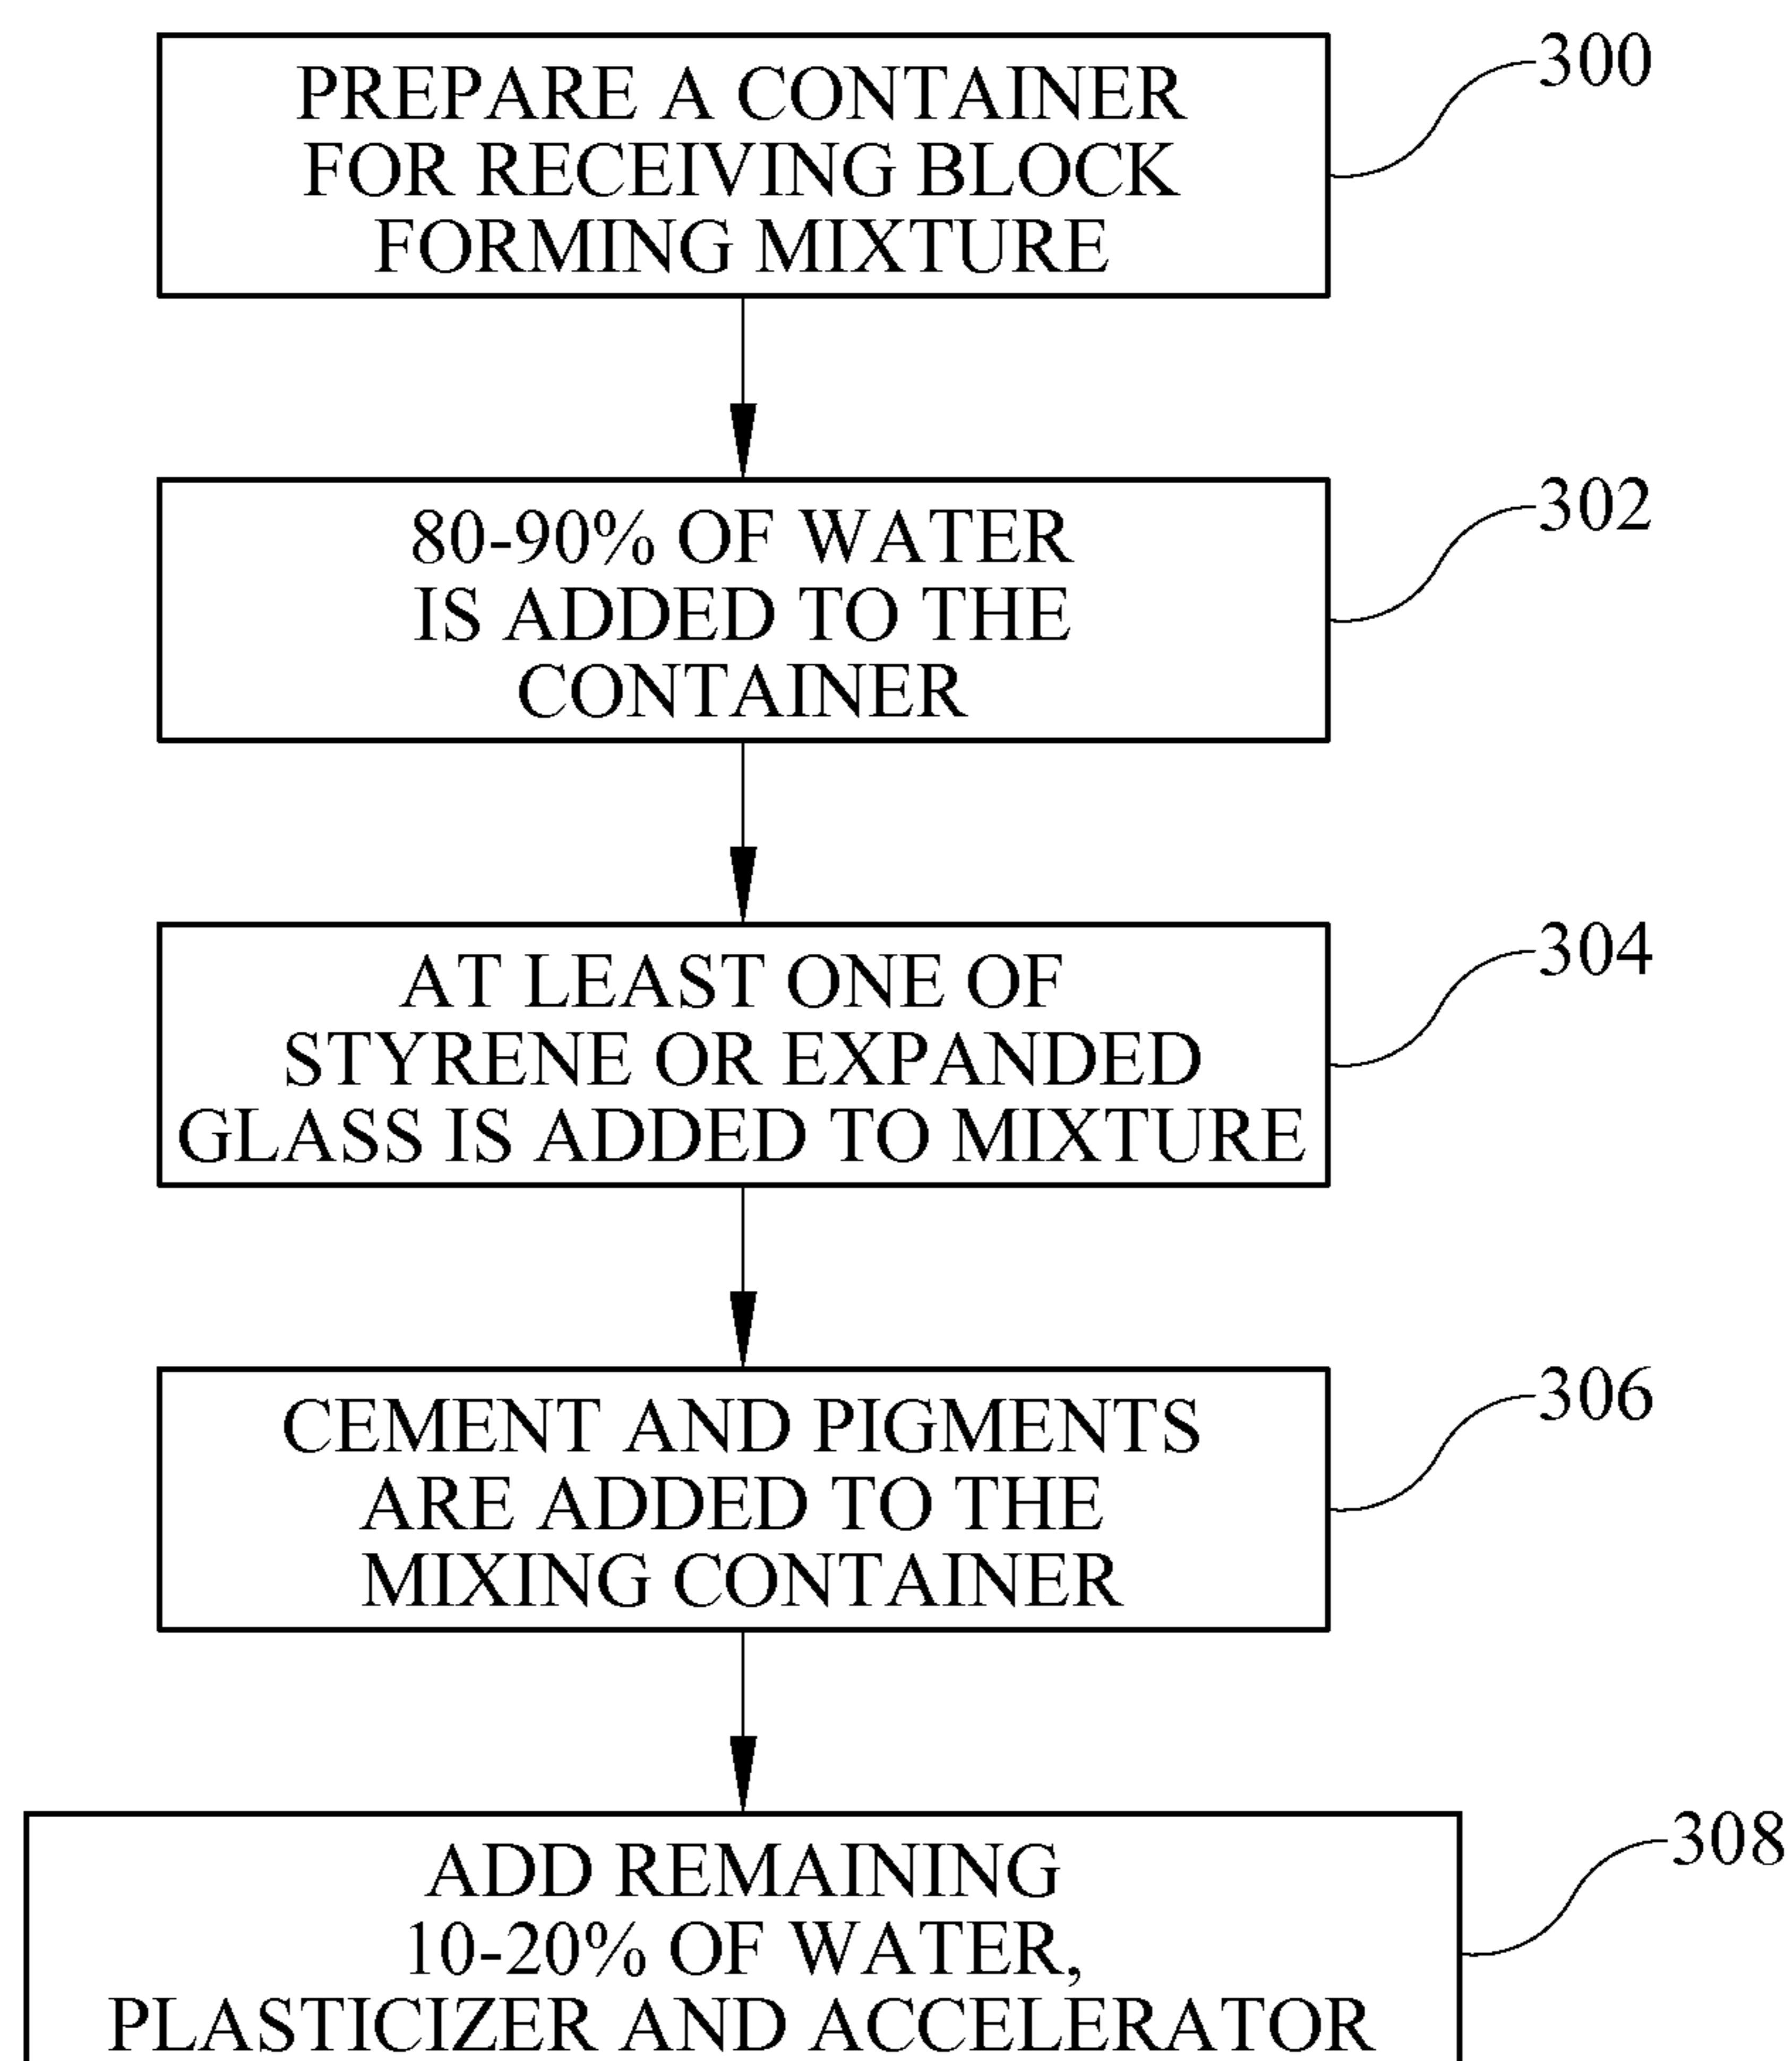 PREPARE A CONTAINER
FOR RECEIVING BLOCK
FORMING MIXTURE
300
80-90% OF WATER
IS ADDED TO THE
CONTAINER
302
AT LEAST ONE OF
STYRENE OR EXPANDED
GLASS IS ADDED TO MIXTURE
304
CEMENT AND PIGMENTS
ARE ADDED TO THE
MIXING CONTAINER
306
ADD REMAINING
10-20% OF WATER,
PLASTICIZER AND ACCELERATOR
308